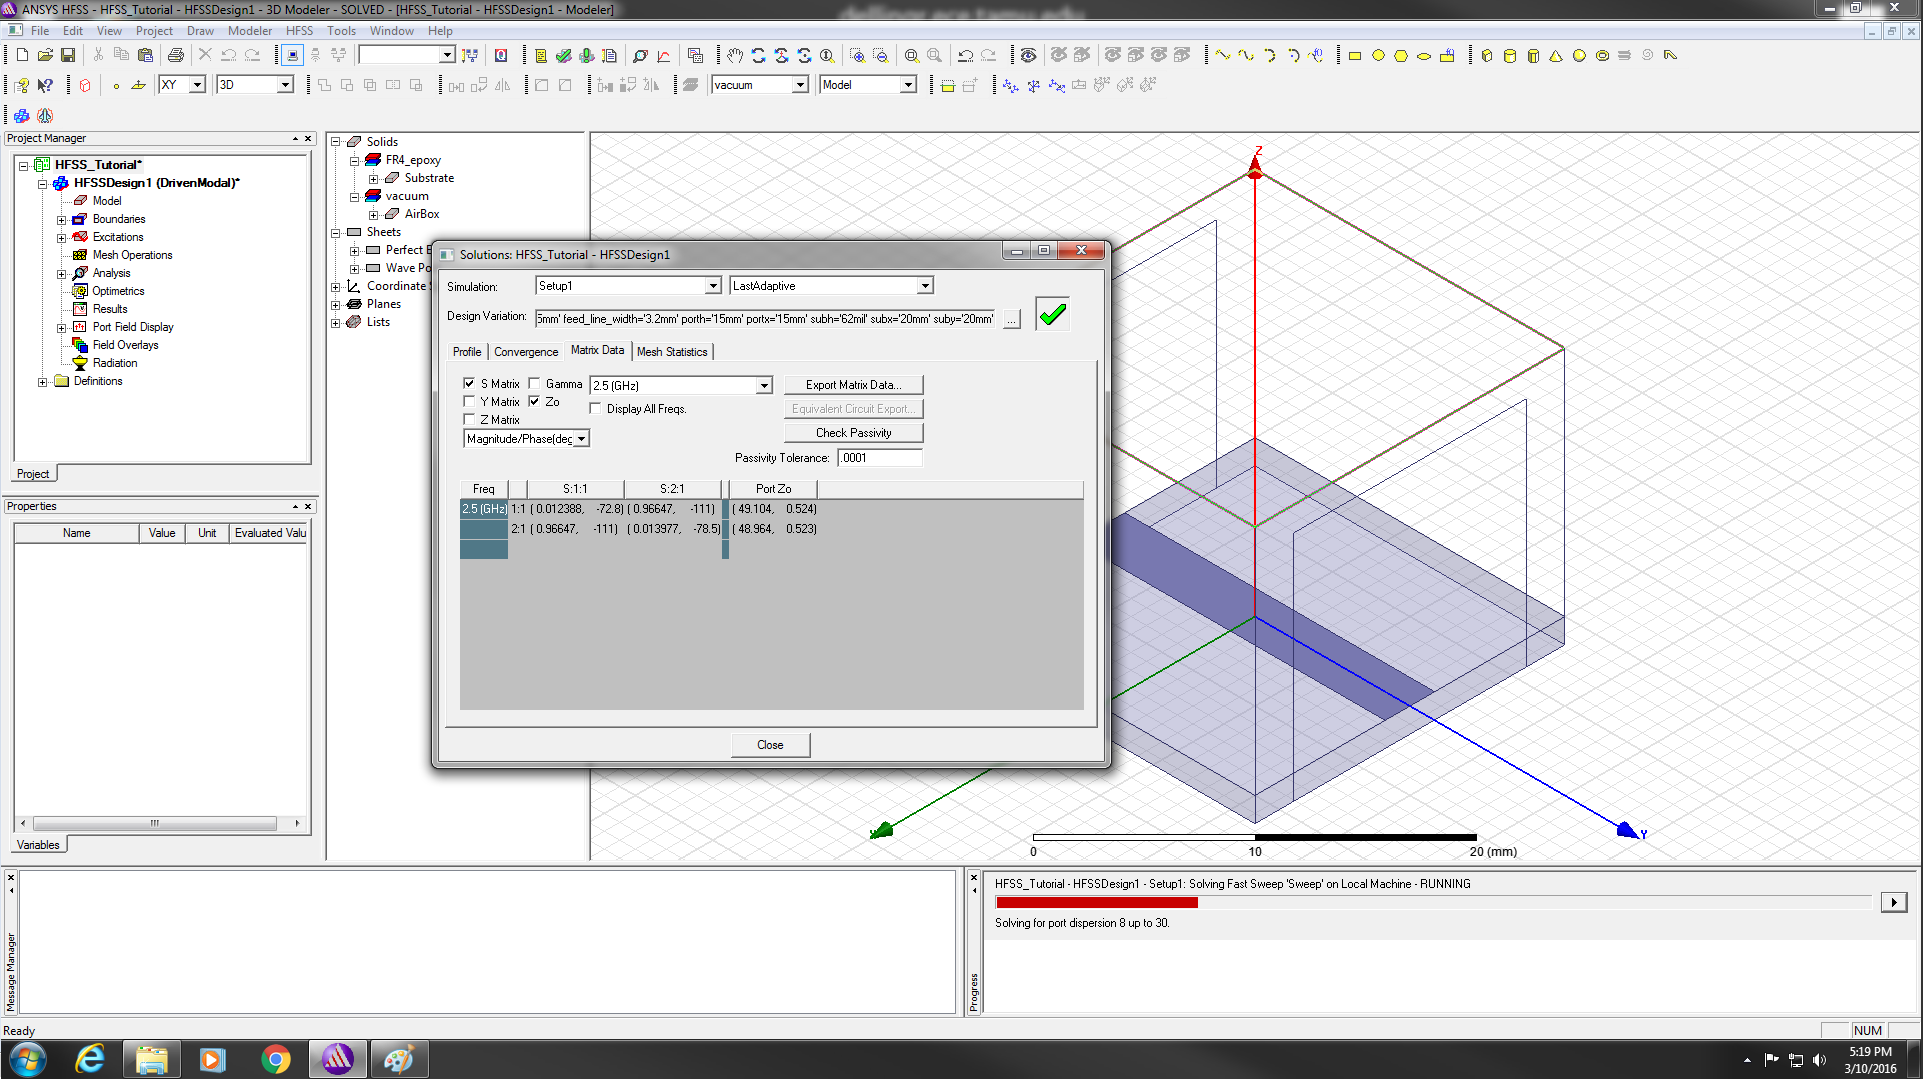 ANSYS HFSS - HFSS_Tutorial - HFSSDesign1 - 3D Modeler - SOLVED - [HFSS_Tutorial - HFSSDesign1 - Modeler]
File Edit View Project Draw Modeler HFSS Tools Window Help
XY 3D vacuum Model
Project Manager
HFSS_Tutorial*
HFSSDesign1 (DrivenModal)*
Model
Boundaries
Excitations
Mesh Operations
Analysis
Optimetrics
Results
Port Field Display
Field Overlays
Radiation
Definitions
Project
Properties
Name Value Unit Evaluated Valu
Variables
Solids
FR4_epoxy
Substrate
vacuum
AirBox
Sheets
Perfect E
Wave Po
Coordinate S
Planes
Lists
Solutions: HFSS_Tutorial - HFSSDesign1
Simulation: Setup1 LastAdaptive
Design Variation: 5mm' feed_line_width='3.2mm' porth='15mm' portx='15mm' subh='62mil' subx='20mm' suby='20mm' ...
Profile Convergence Matrix Data Mesh Statistics
S Matrix Gamma 2.5 (GHz) Export Matrix Data...
Y Matrix Zo Display All Freqs. Equivalent Circuit Export...
Z Matrix Check Passivity
Magnitude/Phase(deg
Passivity Tolerance: .0001
Freq S:1:1 S:2:1 Port Zo
2.5 (GHz) 1:1 ( 0.012388, -72.8) ( 0.96647, -111) ( 49.104, 0.524)
2:1 ( 0.96647, -111) ( 0.013977, -78.5) ( 48.964, 0.523)
Close
Z
Y
0 10 20 (mm)
Message Manager
Progress
HFSS_Tutorial - HFSSDesign1 - Setup1: Solving Fast Sweep 'Sweep' on Local Machine - RUNNING
Solving for port dispersion 8 up to 30.
Ready
NUM
5:19 PM
3/10/2016